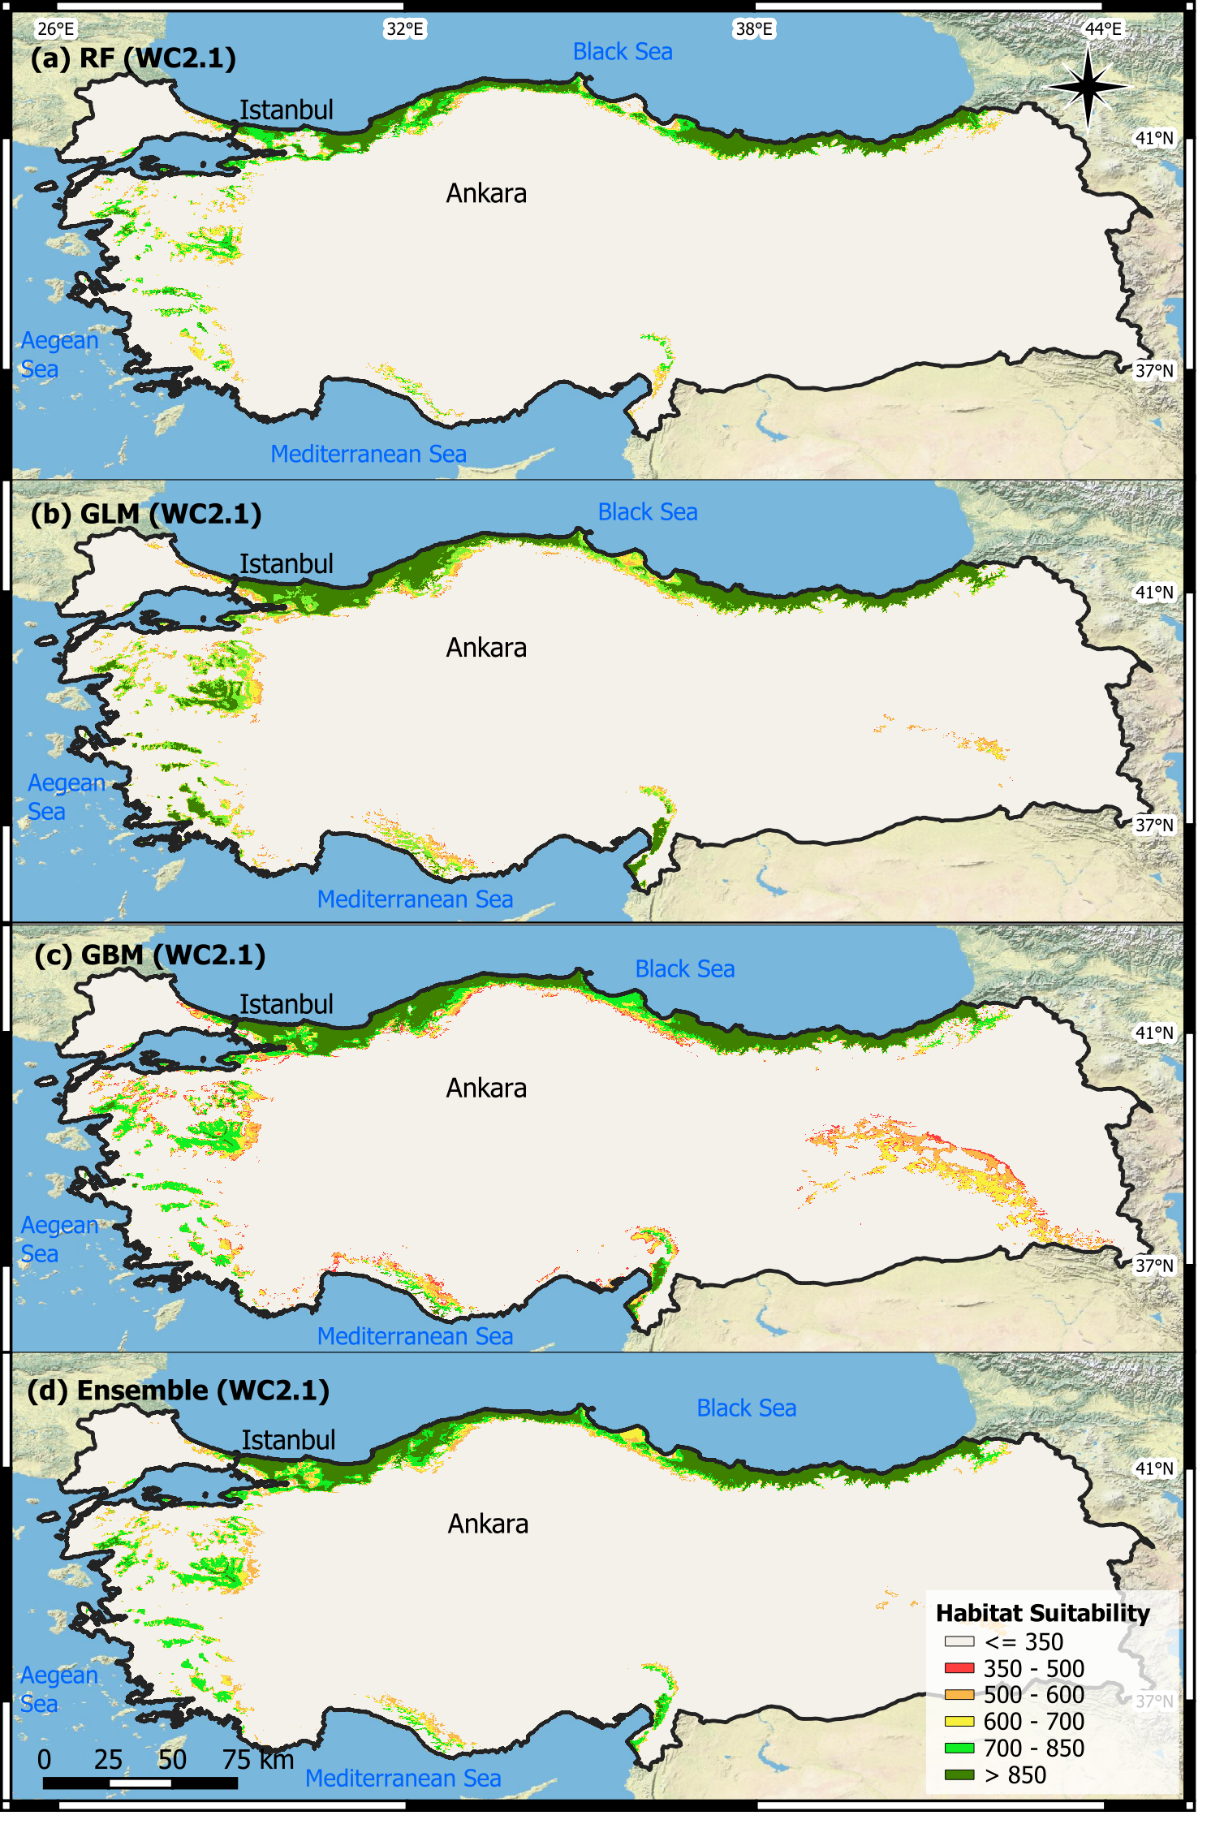 26°E 32°E 38°E 44°E
(a) RF (WC2.1)
Black Sea
Istanbul
41°N
Ankara
Aegean
Sea
37°N
Mediterranean Sea
(b) GLM (WC2.1)
Black Sea
Istanbul
41°N
Ankara
Aegean
Sea
37°N
Mediterranean Sea
(c) GBM (WC2.1)
Black Sea
Istanbul
41°N
Ankara
Aegean
Sea
37°N
Mediterranean Sea
(d) Ensemble (WC2.1)
Black Sea
Istanbul
41°N
Ankara
Aegean
Sea
37°N
Habitat Suitability
<= 350
350 - 500
500 - 600
600 - 700
700 - 850
> 850
0 25 50 75 km
Mediterranean Sea